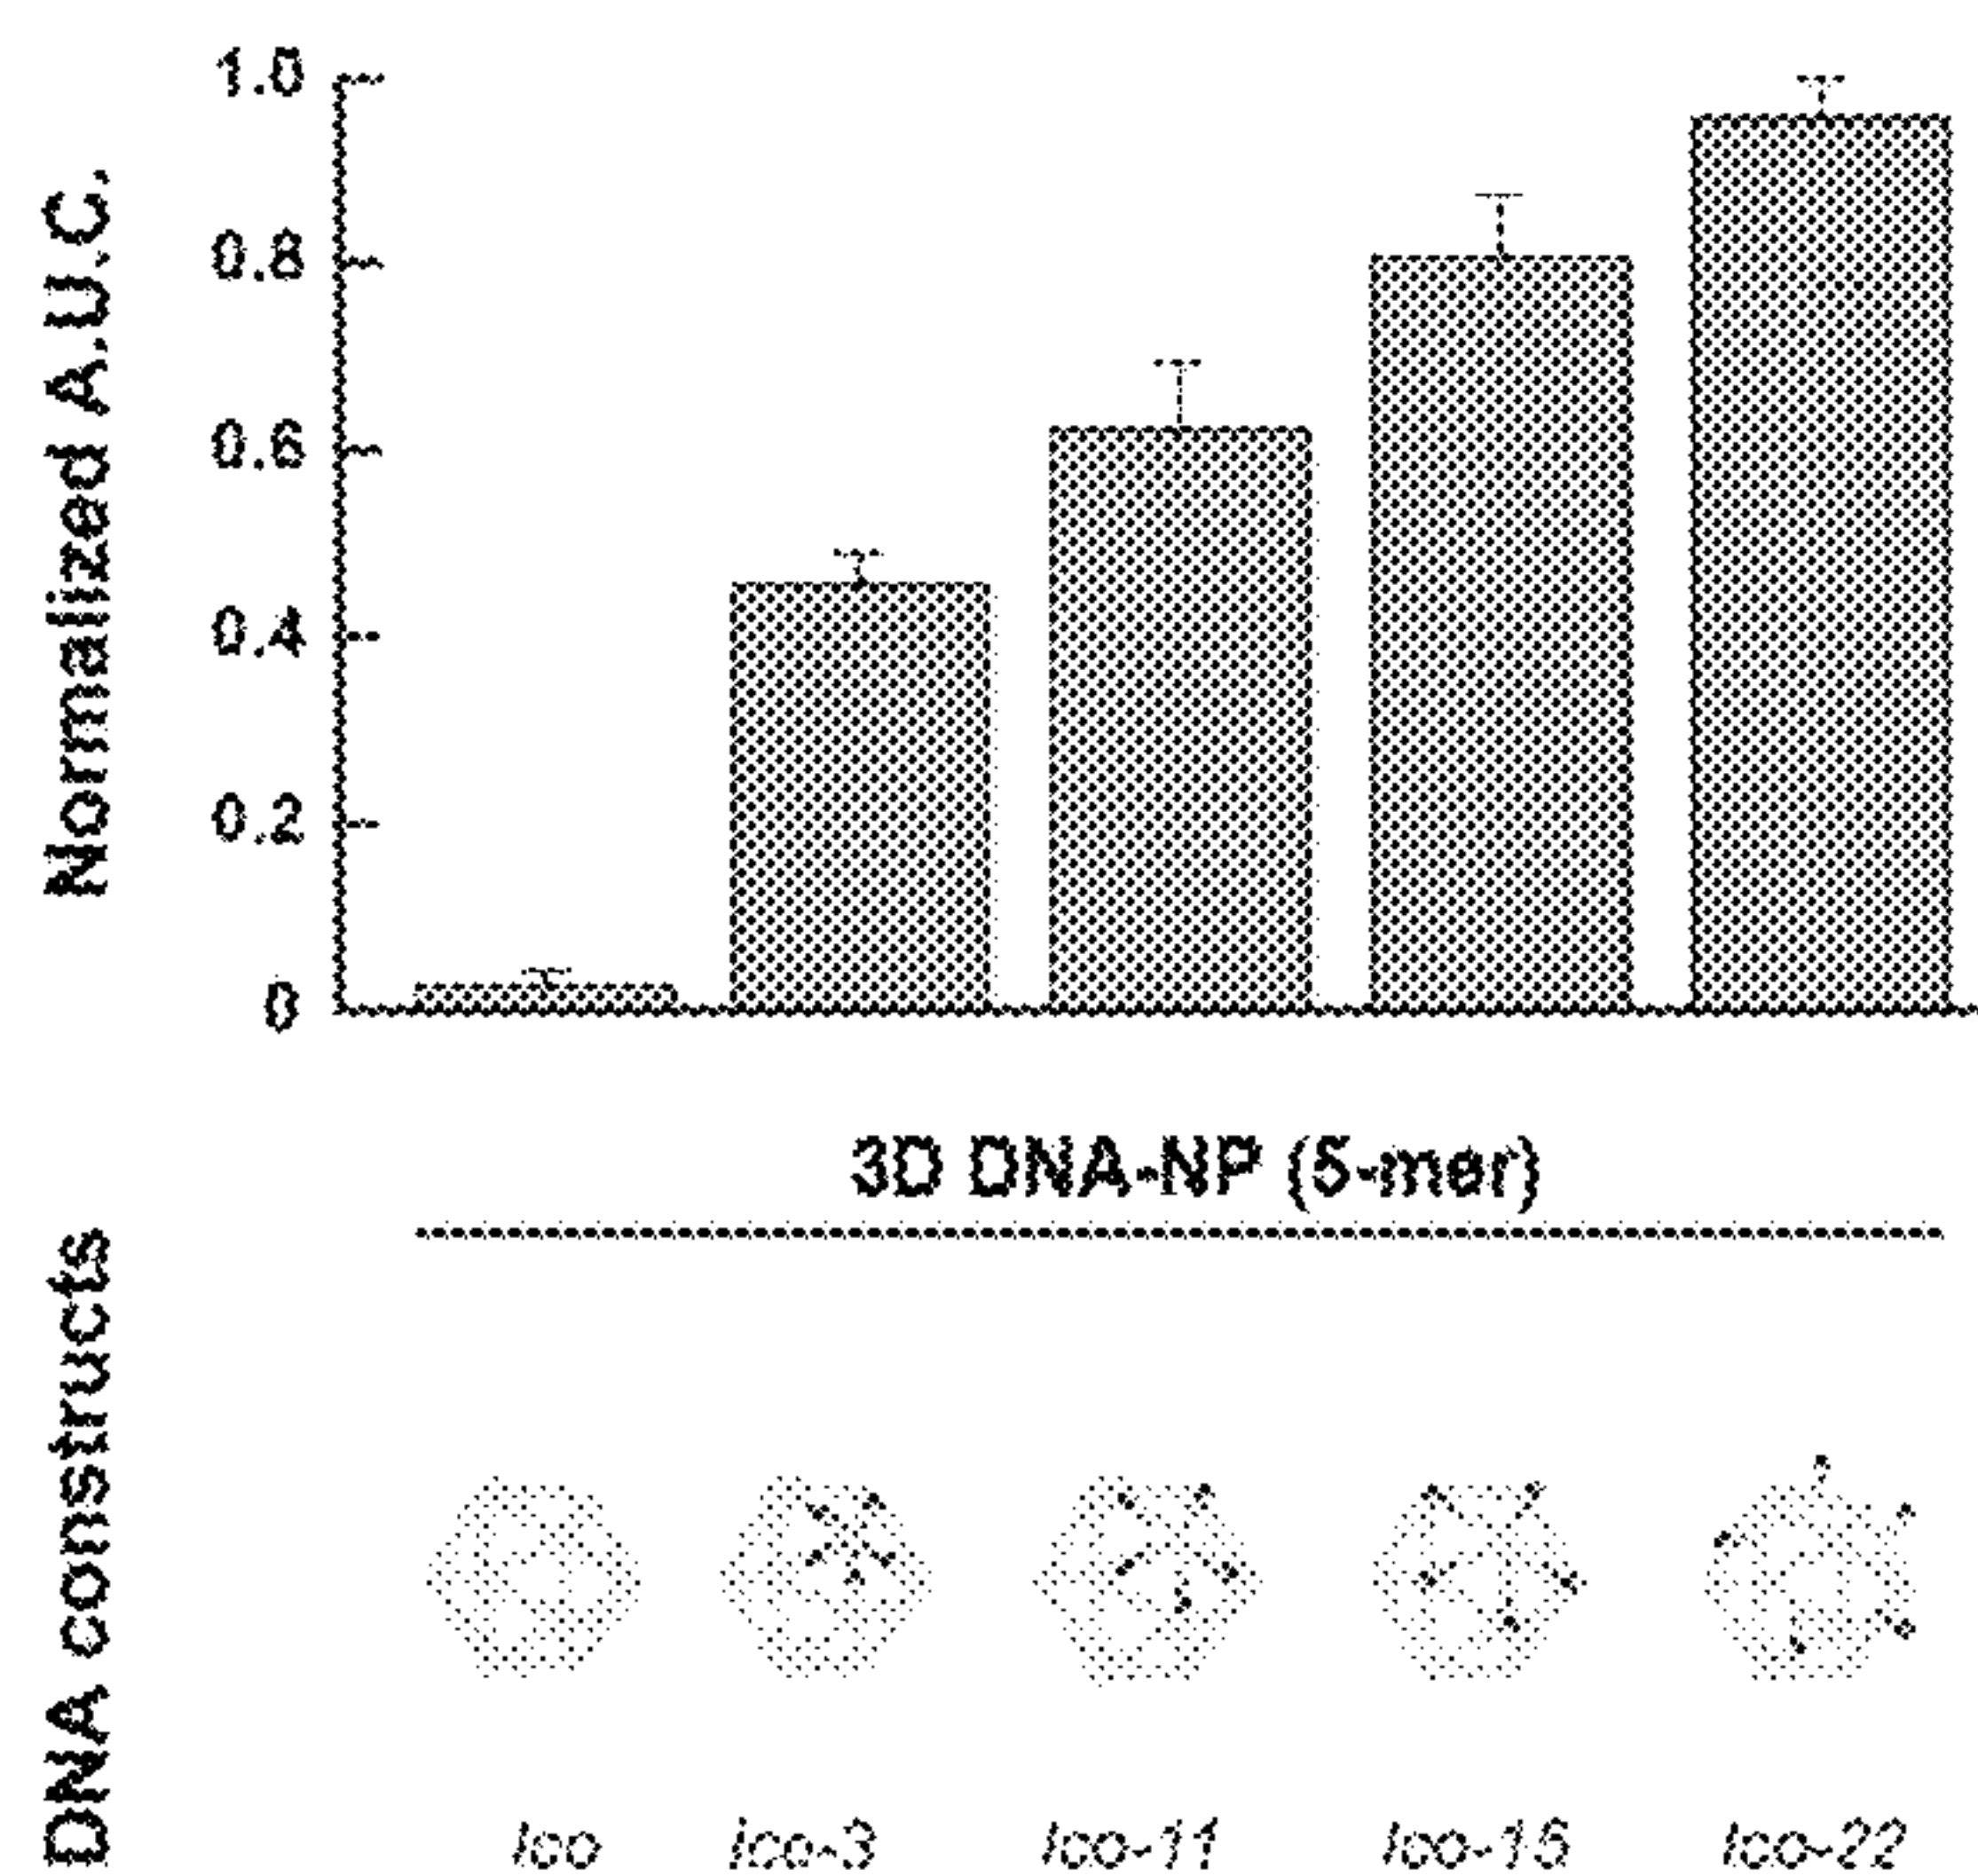 Normalized A.U.C.
1.0
0.8
0.6
0.4
0.2
0
3D DNA-NP (5-mer)
DNA constructs
Ico
Ico-3
Ico-11
Ico-15
Ico-22